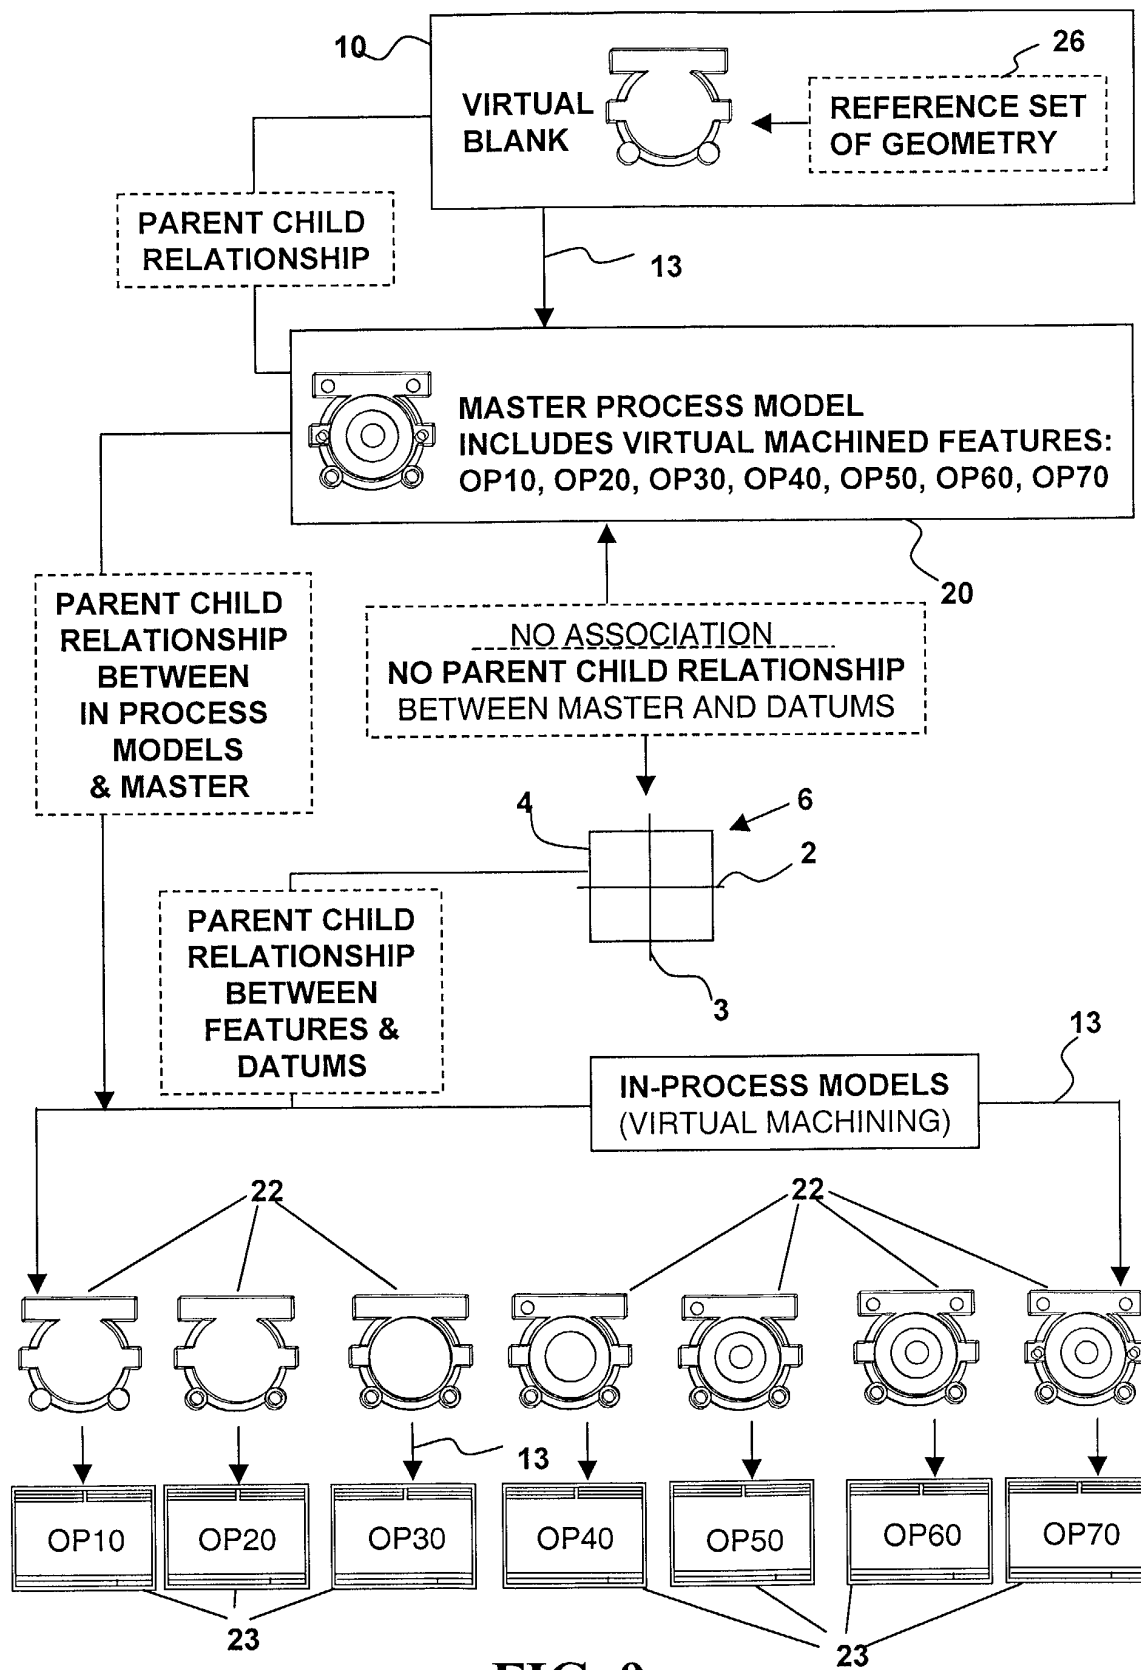 10
26
VIRTUAL
BLANK
REFERENCE SET
OF GEOMETRY
PARENT CHILD
RELATIONSHIP
13
MASTER PROCESS MODEL
INCLUDES VIRTUAL MACHINED FEATURES:
OP10, OP20, OP30, OP40, OP50, OP60, OP70
20
PARENT CHILD
RELATIONSHIP
BETWEEN
IN PROCESS
MODELS
& MASTER
NO ASSOCIATION
NO PARENT CHILD RELATIONSHIP
BETWEEN MASTER AND DATUMS
4
6
2
3
PARENT CHILD
RELATIONSHIP
BETWEEN
FEATURES &
DATUMS
IN-PROCESS MODELS
(VIRTUAL MACHINING)
13
22
22
13
OP10
OP20
OP30
OP40
OP50
OP60
OP70
23
23